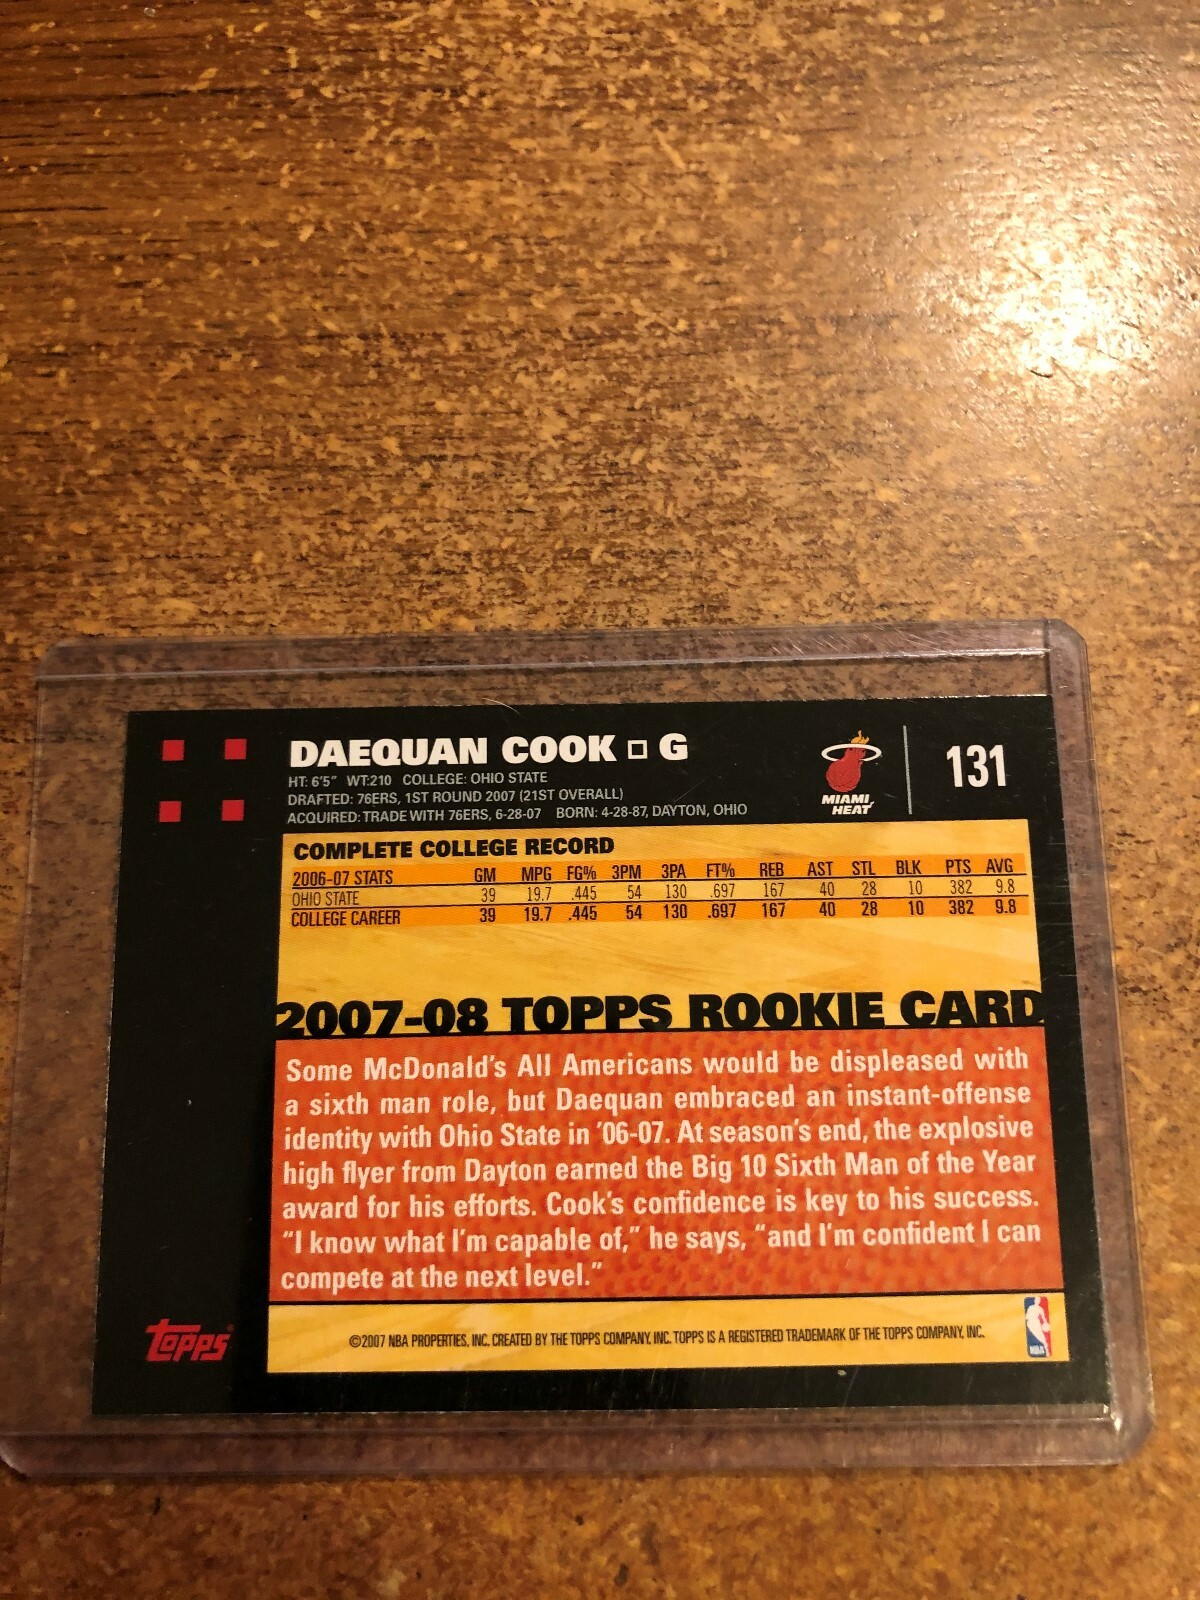 DAEQUAN COOK □ G
HT: 6'5" WT:210 COLLEGE: OHIO STATE
DRAFTED: 76ERS, 1ST ROUND 2007 (21ST OVERALL)
ACQUIRED: TRADE WITH 76ERS, 6-28-07 BORN: 4-28-87, DAYTON, OHIO
MIAMI
HEAT
131
COMPLETE COLLEGE RECORD
2006-07 STATS GM MPG FG% 3PM 3PA FT% REB AST STL BLK PTS AVG
OHIO STATE 39 19.7 .445 54 130 .697 167 40 28 10 382 9.8
COLLEGE CAREER 39 19.7 .445 54 130 .697 167 40 28 10 382 9.8
2007-08 TOPPS ROOKIE CARD
Some McDonald's All Americans would be displeased with
a sixth man role, but Daequan embraced an instant-offense
identity with Ohio State in '06-07. At season's end, the explosive
high flyer from Dayton earned the Big 10 Sixth Man of the Year
award for his efforts. Cook's confidence is key to his success.
"I know what I'm capable of," he says, "and I'm confident I can
compete at the next level."
topps®
©2007 NBA PROPERTIES, INC. CREATED BY THE TOPPS COMPANY, INC. TOPPS IS A REGISTERED TRADEMARK OF THE TOPPS COMPANY, INC.
NBA